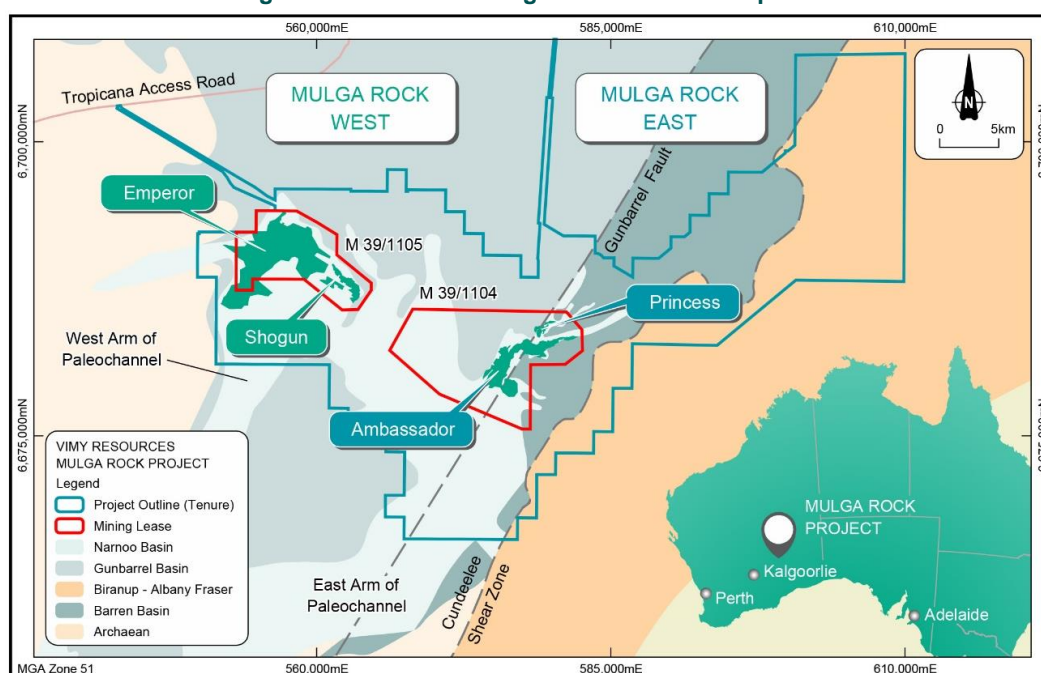 560,000mE
585,000mE
610,000mE
Tropicana Access Road
MULGA ROCK
WEST
MULGA ROCK
EAST
N
0 5km
6,700,000mN
Emperor
M 39/1105
Gunbarrel Fault
M 39/1104
Princess
Shogun
West Arm of
Paleochannel
Ambassador
6,675,000mN
VIMY RESOURCES
MULGA ROCK PROJECT
Legend
Project Outline (Tenure)
Mining Lease
Narnoo Basin
Gunbarrel Basin
Biranup - Albany Fraser
Barren Basin
Archaean
East Arm of
Paleochannel
Cundeelee
Shear Zone
MULGA ROCK
PROJECT
Kalgoorlie
Perth
Adelaide
MGA Zone 51
560,000mE
585,000mE
610,000mE